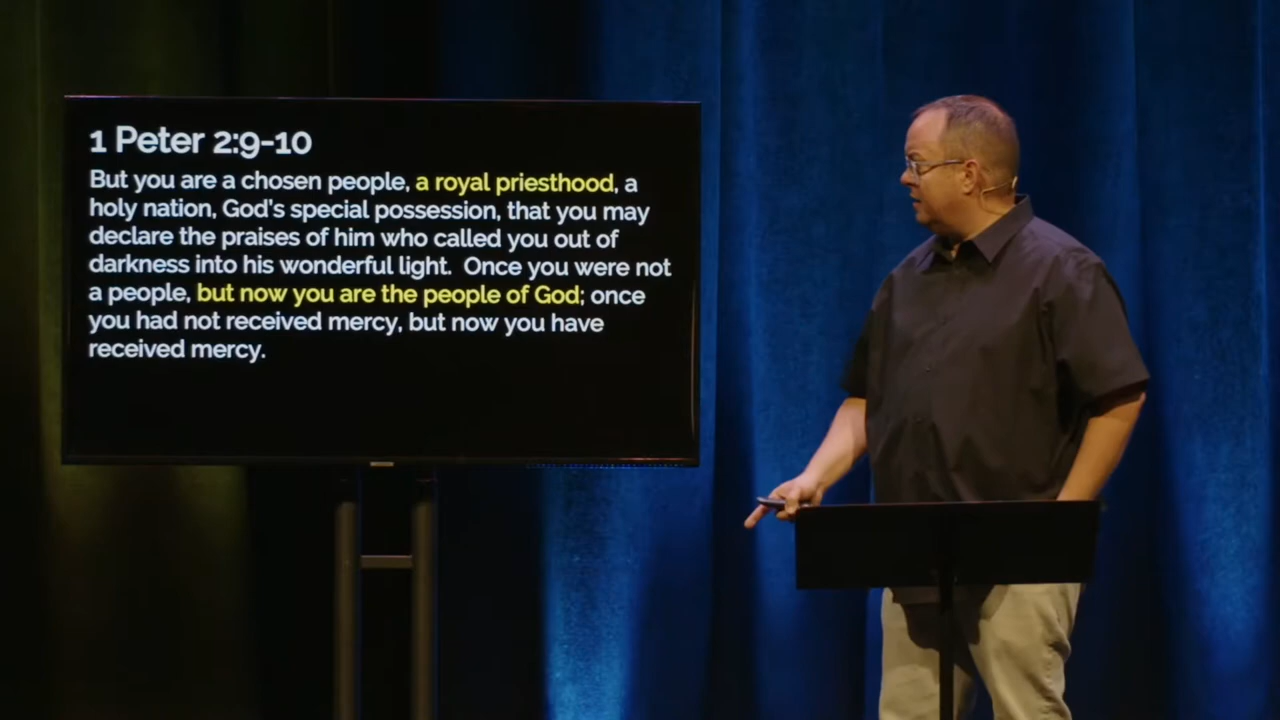 1 Peter 2:9-10
But you are a chosen people, a royal priesthood, a
holy nation, God's special possession, that you may
declare the praises of him who called you out of
darkness into his wonderful light.  Once you were not
a people, but now you are the people of God; once
you had not received mercy, but now you have
received mercy.